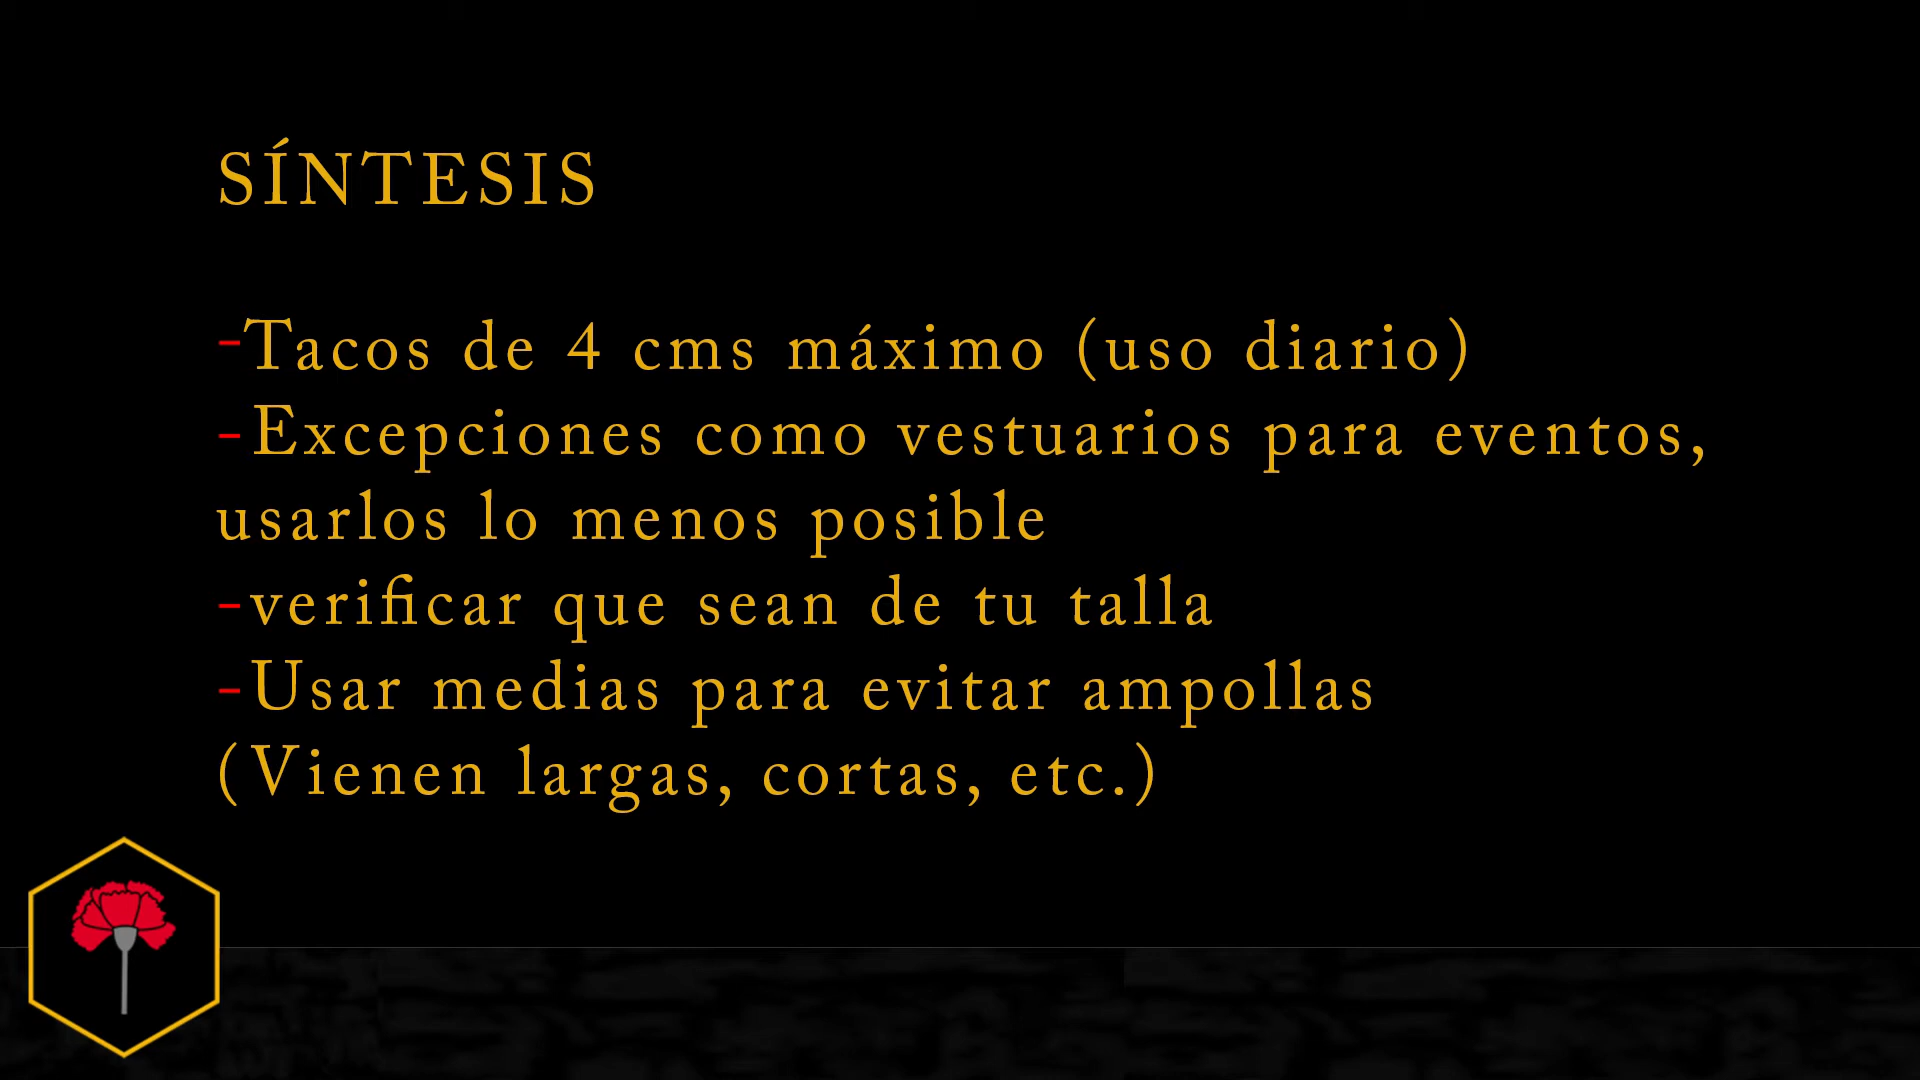 SÍNTESIS
-Tacos de 4 cms máximo (uso diario)
-Excepciones como vestuarios para eventos,
usarlos lo menos posible
-verificar que sean de tu talla
-Usar medias para evitar ampollas
(Vienen largas, cortas, etc.)